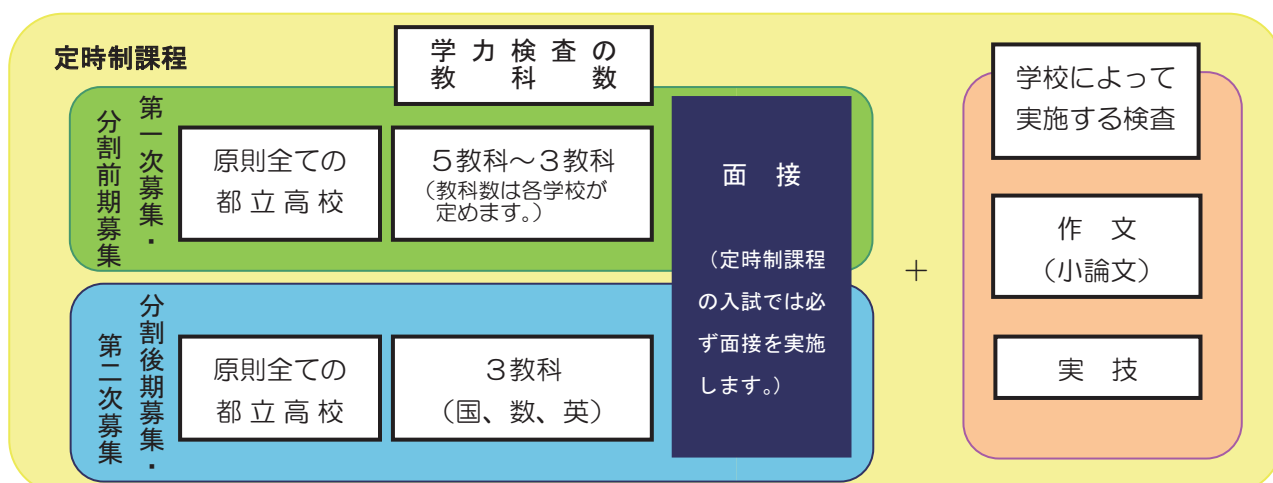 定時制課程
学力検査の
教科数
第一次募集・
分割前期募集
原則全ての
都立高校
５教科～３教科
（教科数は各学校が
定めます。）
面接
（定時制課程
の入試では必
ず面接を実施
します。）
分割後期募集・
第二次募集
原則全ての
都立高校
３教科
（国、数、英）
＋
学校によって
実施する検査
作文
（小論文）
実技